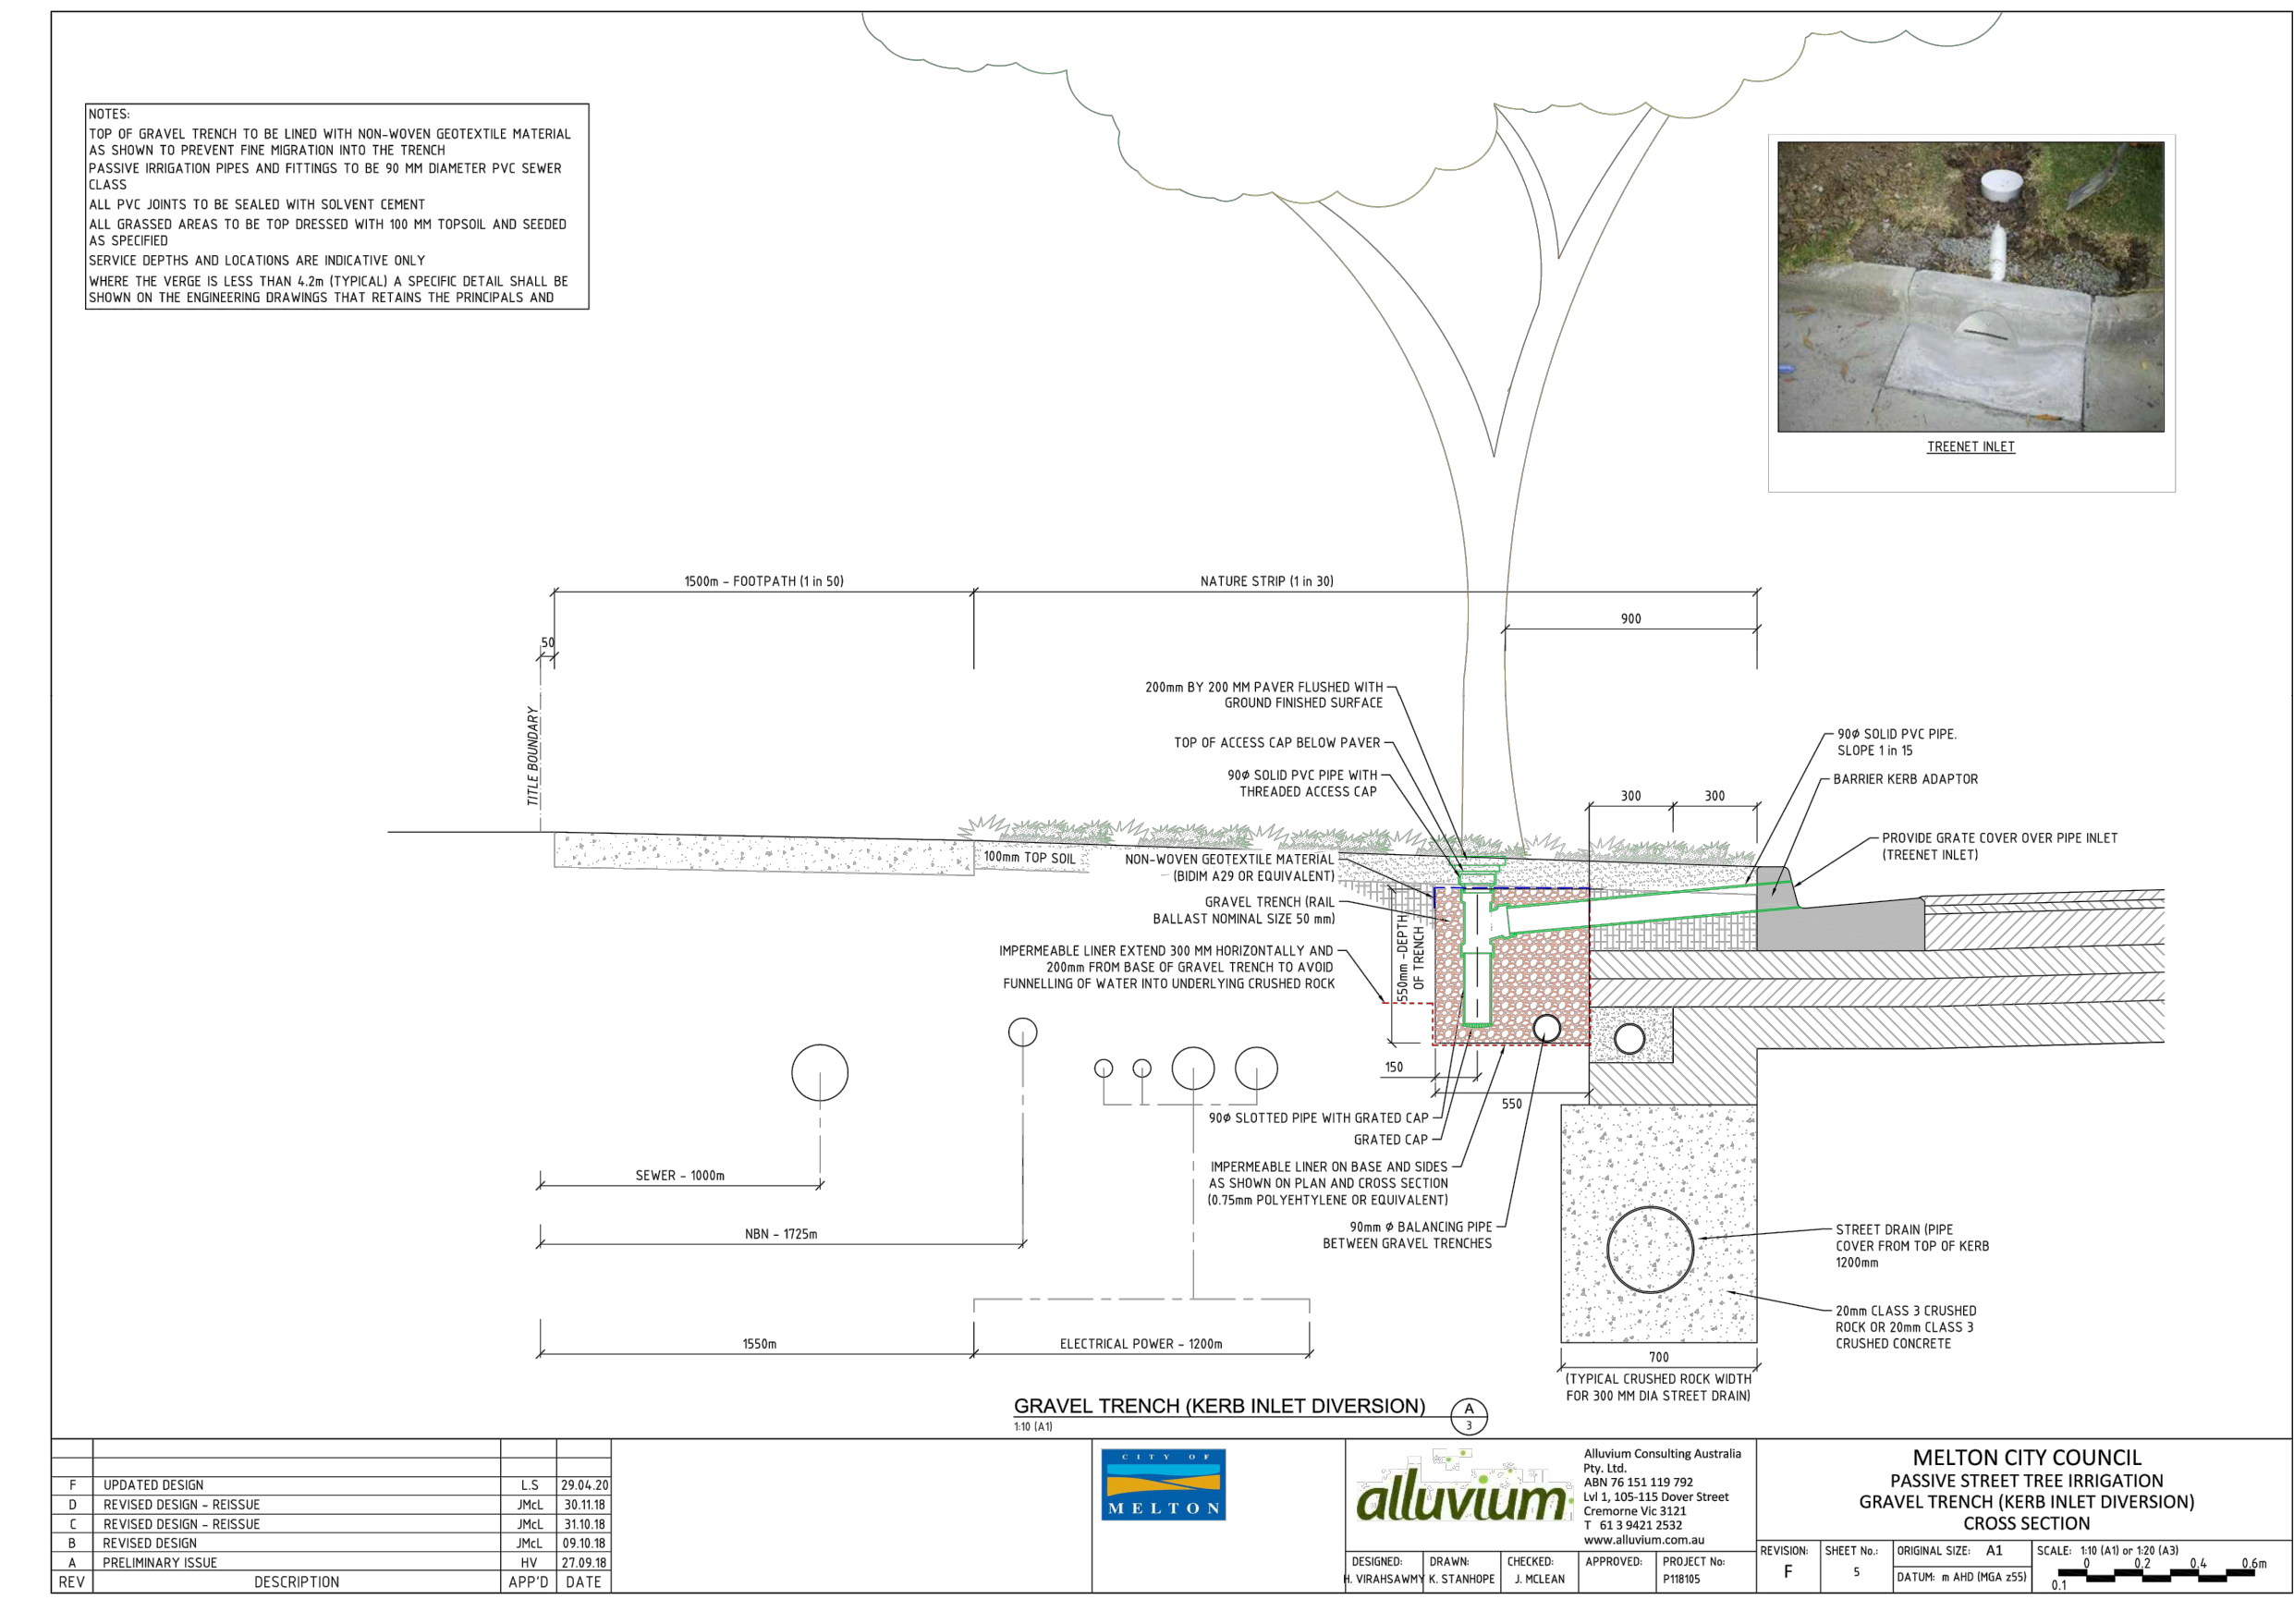 NOTES:
TOP OF GRAVEL TRENCH TO BE LINED WITH NON-WOVEN GEOTEXTILE MATERIAL
AS SHOWN TO PREVENT FINE MIGRATION INTO THE TRENCH
PASSIVE IRRIGATION PIPES AND FITTINGS TO BE 90 MM DIAMETER PVC SEWER
CLASS
ALL PVC JOINTS TO BE SEALED WITH SOLVENT CEMENT
ALL GRASSED AREAS TO BE TOP DRESSED WITH 100 MM TOPSOIL AND SEEDED
AS SPECIFIED
SERVICE DEPTHS AND LOCATIONS ARE INDICATIVE ONLY
WHERE THE VERGE IS LESS THAN 4.2m (TYPICAL) A SPECIFIC DETAIL SHALL BE
SHOWN ON THE ENGINEERING DRAWINGS THAT RETAINS THE PRINCIPALS AND
TREENET INLET
1500m - FOOTPATH (1 in 50)
NATURE STRIP (1 in 30)
900
50
TITLE BOUNDARY
200mm BY 200 MM PAVER FLUSHED WITH
GROUND FINISHED SURFACE
TOP OF ACCESS CAP BELOW PAVER
90ϕ SOLID PVC PIPE WITH
THREADED ACCESS CAP
90ϕ SOLID PVC PIPE.
SLOPE 1 in 15
BARRIER KERB ADAPTOR
300
300
PROVIDE GRATE COVER OVER PIPE INLET
(TREENET INLET)
100mm TOP SOIL
NON-WOVEN GEOTEXTILE MATERIAL
(BIDIM A29 OR EQUIVALENT)
GRAVEL TRENCH (RAIL
BALLAST NOMINAL SIZE 50 mm)
IMPERMEABLE LINER EXTEND 300 MM HORIZONTALLY AND
200mm FROM BASE OF GRAVEL TRENCH TO AVOID
FUNNELLING OF WATER INTO UNDERLYING CRUSHED ROCK
550mm -DEPTH
OF TRENCH
150
550
90ϕ SLOTTED PIPE WITH GRATED CAP
GRATED CAP
IMPERMEABLE LINER ON BASE AND SIDES
AS SHOWN ON PLAN AND CROSS SECTION
(0.75mm POLYEHTYLENE OR EQUIVALENT)
90mm ϕ BALANCING PIPE
BETWEEN GRAVEL TRENCHES
SEWER - 1000m
NBN - 1725m
1550m
ELECTRICAL POWER - 1200m
STREET DRAIN (PIPE
COVER FROM TOP OF KERB
1200mm
20mm CLASS 3 CRUSHED
ROCK OR 20mm CLASS 3
CRUSHED CONCRETE
700
(TYPICAL CRUSHED ROCK WIDTH
FOR 300 MM DIA STREET DRAIN)
GRAVEL TRENCH (KERB INLET DIVERSION)
A
3
1:10 (A1)
F UPDATED DESIGN L.S 29.04.20
D REVISED DESIGN - REISSUE JMcL 30.11.18
C REVISED DESIGN - REISSUE JMcL 31.10.18
B REVISED DESIGN JMcL 09.10.18
A PRELIMINARY ISSUE HV 27.09.18
REV DESCRIPTION APP'D DATE
CITY OF
MELTON
alluvium
Alluvium Consulting Australia
Pty. Ltd.
ABN 76 151 119 792
Lvl 1, 105-115 Dover Street
Cremorne Vic 3121
T 61 3 9421 2532
www.alluvium.com.au
DESIGNED: DRAWN: CHECKED: APPROVED: PROJECT No:
H. VIRAHSAWMY K. STANHOPE J. MCLEAN P118105
MELTON CITY COUNCIL
PASSIVE STREET TREE IRRIGATION
GRAVEL TRENCH (KERB INLET DIVERSION)
CROSS SECTION
REVISION: F
SHEET No.: 5
ORIGINAL SIZE: A1
DATUM: m AHD (MGA z55)
SCALE: 1:10 (A1) or 1:20 (A3)
0 0.2 0.4 0.6m
0.1